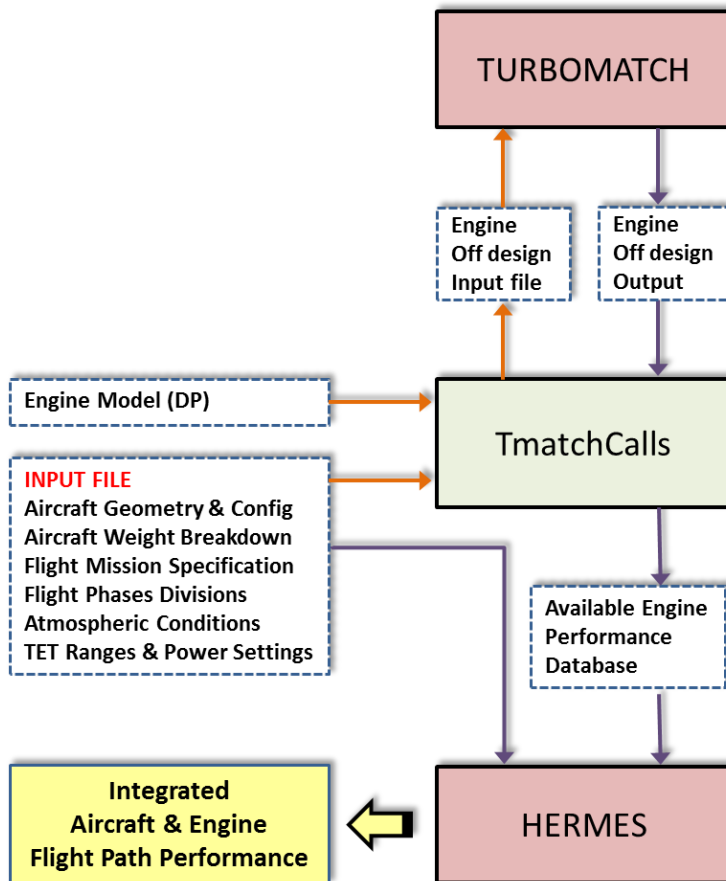 TURBOMATCH
Engine
Off design
Input file
Engine
Off design
Output
Engine Model (DP)
TmatchCalls
INPUT FILE
Aircraft Geometry & Config
Aircraft Weight Breakdown
Flight Mission Specification
Flight Phases Divisions
Atmospheric Conditions
TET Ranges & Power Settings
Available Engine
Performance
Database
Integrated
Aircraft & Engine
Flight Path Performance
HERMES